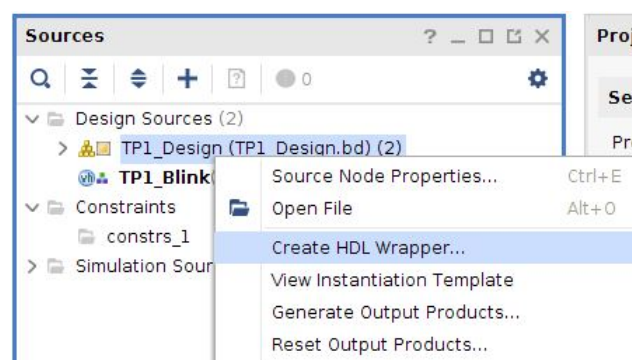 Sources ? Proj
? 0
Design Sources (2) Se
TP1_Design (TP1_Design.bd) (2) Pr
vh TP1_Blink(
Source Node Properties... Ctrl+E
Constraints Open File Alt+O
constrs_1
Create HDL Wrapper...
Simulation Sour
View Instantiation Template
Generate Output Products...
Reset Output Products...